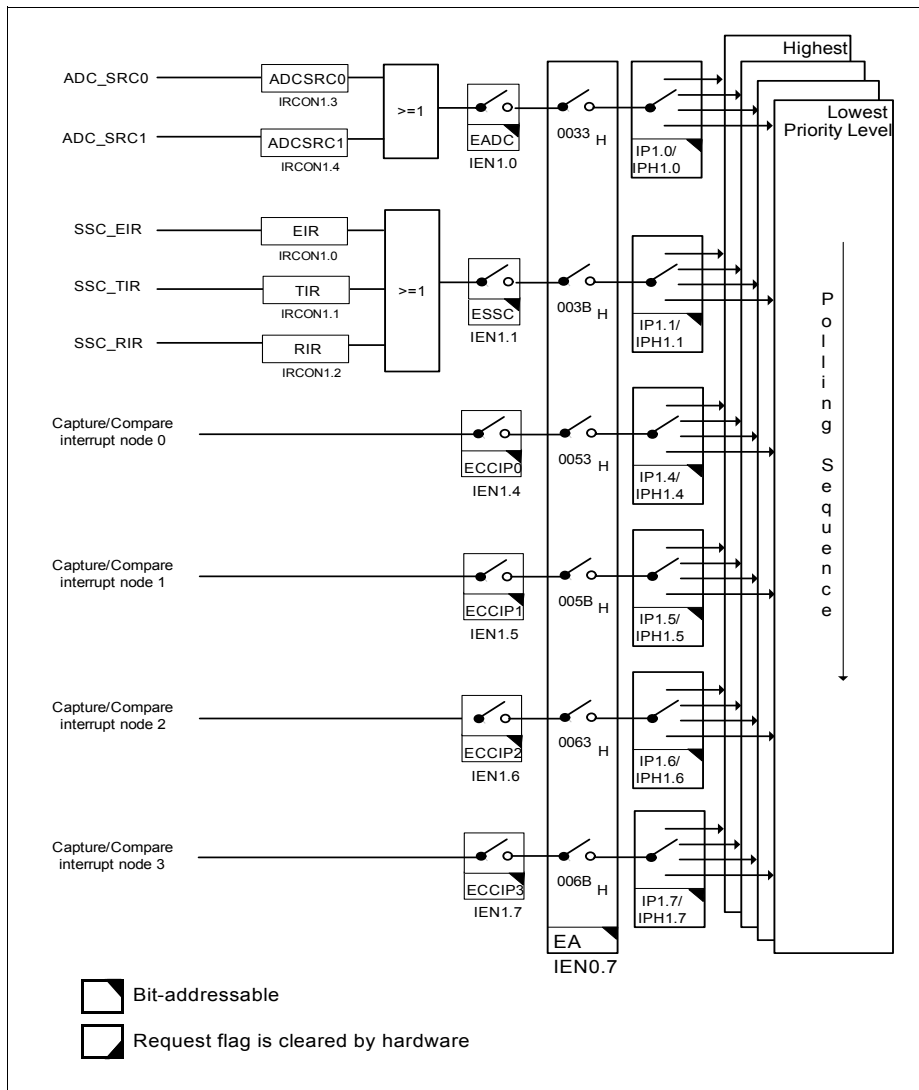 Highest
Lowest
Priority Level
ADC_SRC0
ADCSRC0
IRCON1.3
ADC_SRC1
ADCSRC1
IRCON1.4
>=1
EADC
IEN1.0
0033 H
IP1.0/
IPH1.0
SSC_EIR
EIR
IRCON1.0
SSC_TIR
TIR
IRCON1.1
SSC_RIR
RIR
IRCON1.2
>=1
ESSC
IEN1.1
003B H
IP1.1/
IPH1.1
Capture/Compare
interrupt node 0
ECCIP0
IEN1.4
0053 H
IP1.4/
IPH1.4
Capture/Compare
interrupt node 1
ECCIP1
IEN1.5
005B H
IP1.5/
IPH1.5
Capture/Compare
interrupt node 2
ECCIP2
IEN1.6
0063 H
IP1.6/
IPH1.6
Capture/Compare
interrupt node 3
ECCIP3
IEN1.7
006B H
IP1.7/
IPH1.7
EA
IEN0.7
Polling Sequence
Bit-addressable
Request flag is cleared by hardware